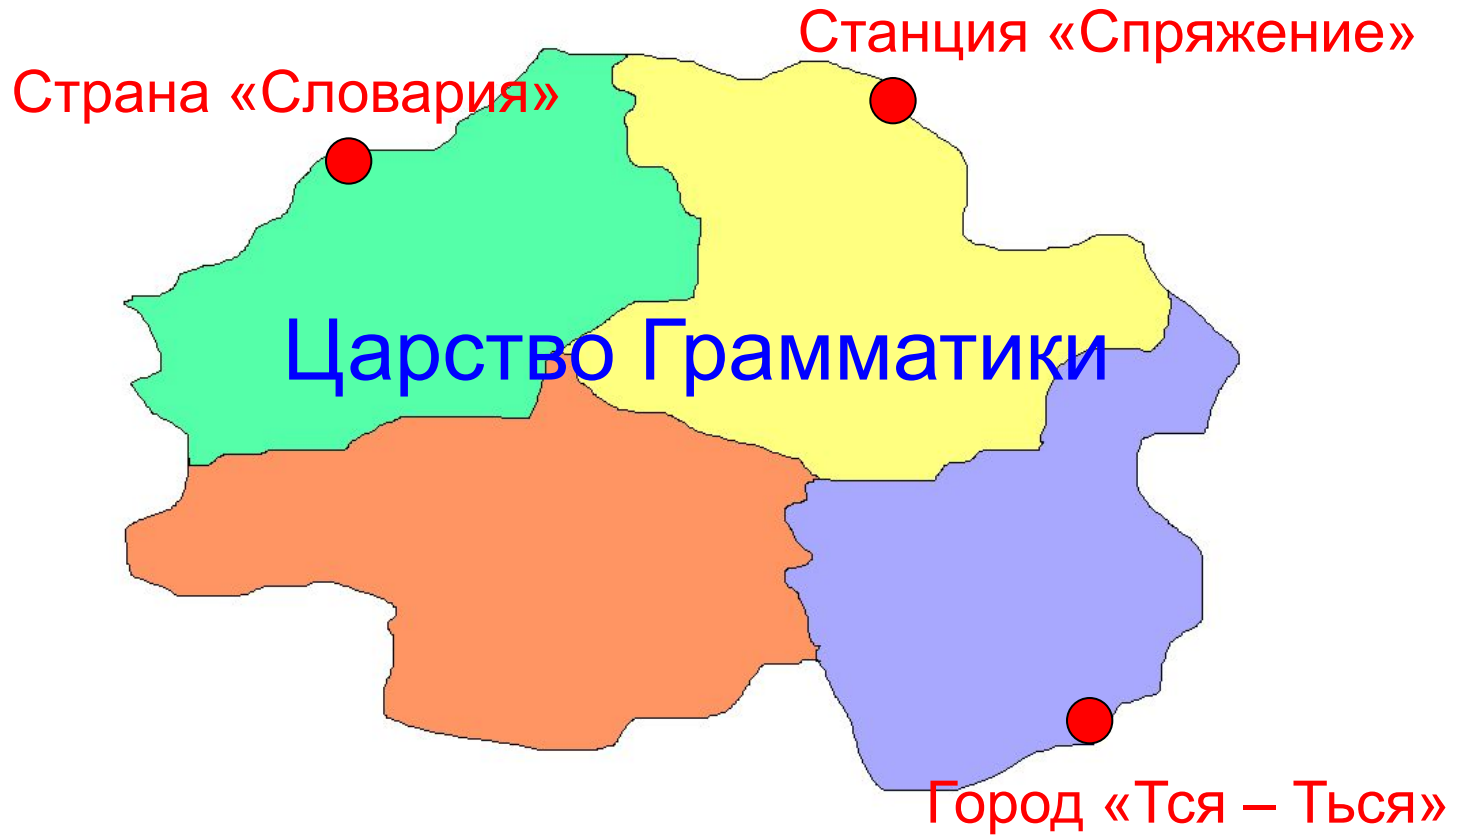 Станция «Спряжение»
Страна «Словария»
Царство Грамматики
Город «Тся – Ться»